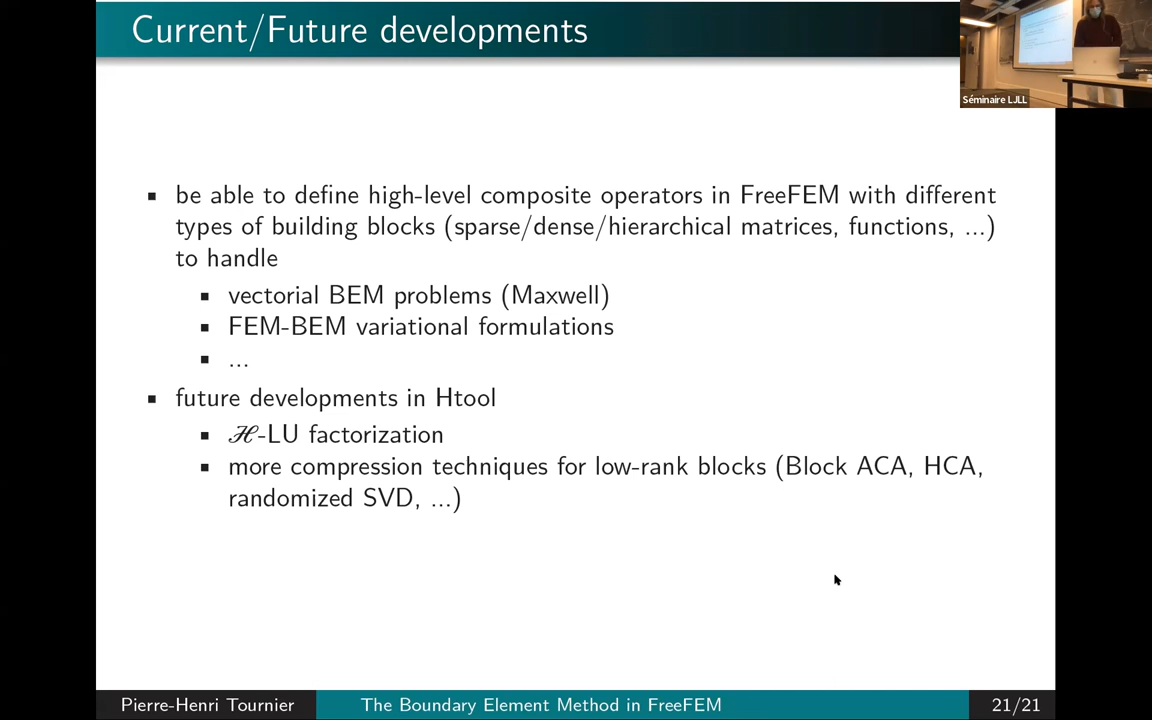 Current/Future developments
Séminaire LJLL
▪ be able to define high-level composite operators in FreeFEM with different
types of building blocks (sparse/dense/hierarchical matrices, functions, ...)
to handle
▪ vectorial BEM problems (Maxwell)
▪ FEM-BEM variational formulations
▪ ...
▪ future developments in Htool
▪ ℋ-LU factorization
▪ more compression techniques for low-rank blocks (Block ACA, HCA,
randomized SVD, ...)
Pierre-Henri Tournier The Boundary Element Method in FreeFEM 21/21